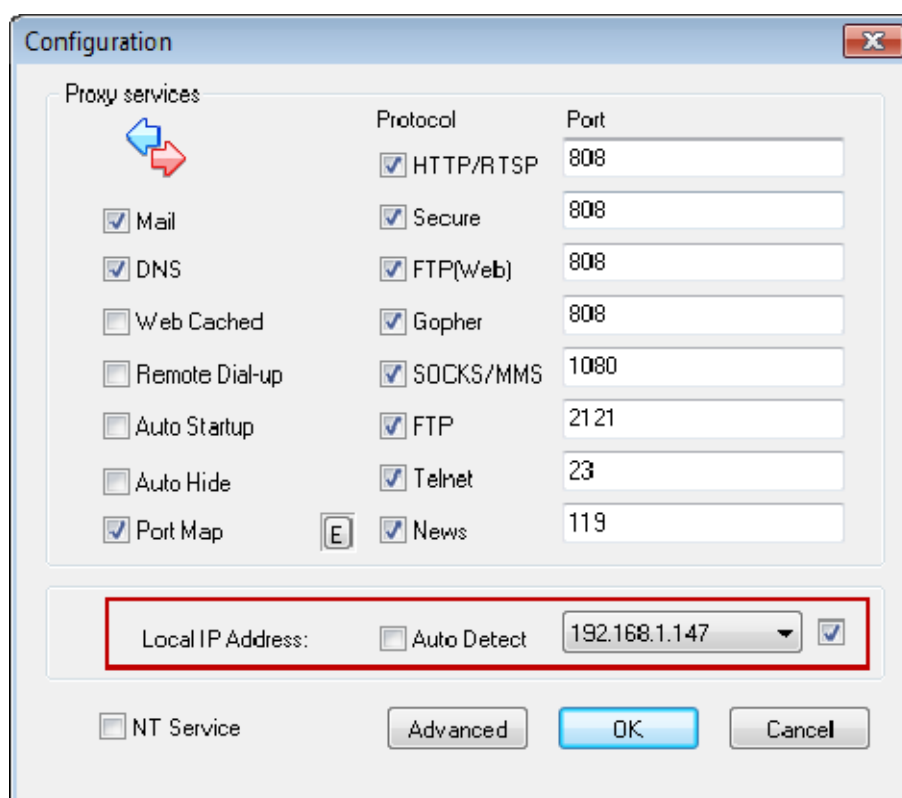 Configuration
Proxy services
Protocol Port
HTTP/RTSP 808
Mail Secure 808
DNS FTP(Web) 808
Web Cached Gopher 808
Remote Dial-up SOCKS/MMS 1080
Auto Startup FTP 2121
Auto Hide Telnet 23
Port Map E News 119
Local IP Address: Auto Detect 192.168.1.147
NT Service Advanced OK Cancel